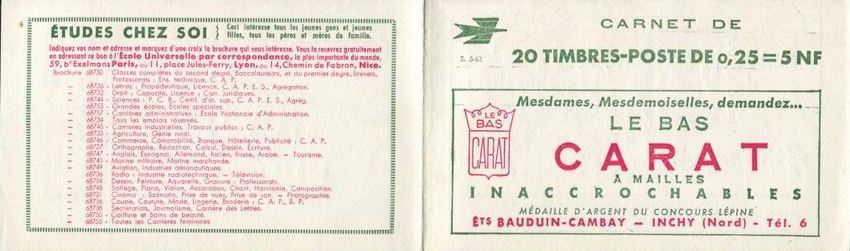 ÉTUDES CHEZ SOI
Ceci intéresse tous les jeunes gens et jeunes
filles, tous les pères et mères de famille.
Indiquez vos nom et adresse et marquez d'une croix la brochure qui vous intéresse. Vous la recevrez gratuitement
en adressant ce bon à l'École Universelle par correspondance, la plus importante du monde,
59, bd Exelmans Paris, ou 11, place Jules-Ferry, Lyon, ou 14, Chemin de Fabron, Nice.
Brochure 68730 Classes complètes du second degré, Baccalauréats, et du premier degré, Brevets,
Professorats : Ens. technique, C. A. P.
— 68735 - Lettres : Propédeutique, Licence, C. A. P. E. S., Agrégation.
— 68732 Droit : Capacité, Licence ; Carr. Juridiques.
— 68744 - Sciences : P. C. B., Certif. d'ét. sup., C. A. P. E. S., Agrég.
— 68753 - Grandes écoles, Écoles spéciales.
— 68757 - Carrières administratives : École Nationale d'Administration.
— 68734 Tous les emplois réservés.
— 68745 - Carrières industrielles, Travaux publics : C. A. P.
— 68733 - Agriculture, Génie rural.
— 68746 - Commerce, Comptabilité, Banque, Hôtellerie, Publicité ; C. A. P.
— 68737 Orthographe, Rédaction, Calcul, Dessin, Écriture.
— 68747 - Anglais, Espagnol, Allemand, Italien, Russe, Arabe. — Tourisme.
— 68740 - Marine militaire, Marine marchande.
— 68749 - Aviation, Industries aéronautiques.
— 68736 Radio : Industrie radiotechnique. — Télévision.
— 68754 - Dessin, Peinture, Aquarelle, Gravure : Professorats.
— 68748 Solfège, Piano, Violon, Accordéon, Chant, Harmonie, Composition.
— 68731 - Cinéma : Scénario, Prise de vues, Prise de son. — Photographie.
— 68756 Coupe, Couture, Mode, Lingerie, Broderie ; C. A. P., B. P.
— 68738 Secrétariats, Journalisme, Carrière des Lettres.
— 68750 - Coiffure et Soins de beauté.
— 68755 - Toutes les Carrières féminines.
CARNET DE
20 TIMBRES-POSTE DE 0,25 = 5 NF
S. 5-62
Mesdames, Mesdemoiselles, demandez...
LE BAS
CARAT
LE BAS
CARAT
A MAILLES
INACCROCHABLES
MÉDAILLE D'ARGENT DU CONCOURS LÉPINE
ÉTS BAUDUIN-CAMBAY — INCHY (Nord) - Tél. 6